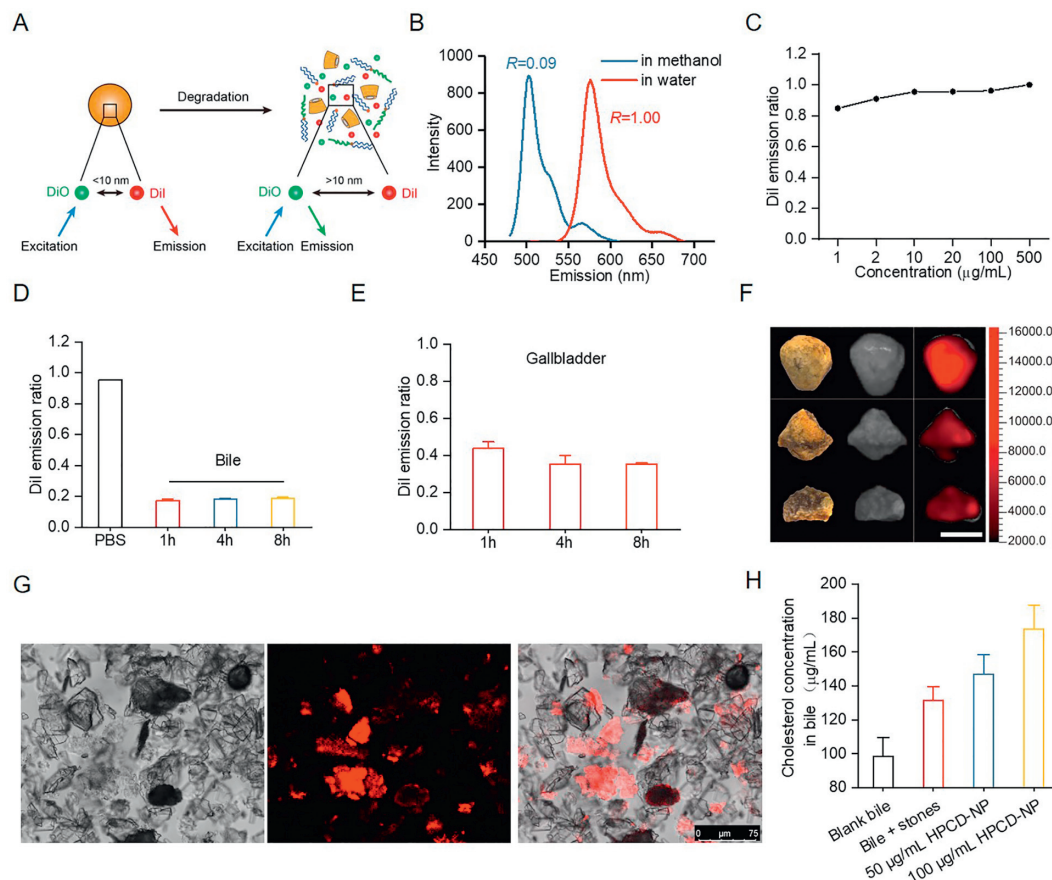 A
Degradation
DiO
<10 nm
DiI
Excitation
Emission
DiO
>10 nm
DiI
Excitation
Emission
B
1000
800
600
400
200
0
Intensity
R=0.09
in methanol
in water
R=1.00
450
500
550
600
650
700
Emission (nm)
C
1.2
1.0
0.8
0.6
0.4
0.2
0.0
DiI emission ratio
1
2
10
20
100
500
Concentration (μg/mL)
D
1.2
1.0
0.8
0.6
0.4
0.2
0.0
DiI emission ratio
Bile
PBS
1h
4h
8h
E
1.0
0.8
0.6
0.4
0.2
0.0
DiI emission ratio
Gallbladder
1h
4h
8h
F
16000.0
14000.0
12000.0
10000.0
8000.0
6000.0
4000.0
2000.0
G
0
μm
75
H
200
180
160
140
120
100
80
Cholesterol concentration
in bile （μg/mL）
Blank bile
Bile + stones
50 μg/mL HPCD-NP
100 μg/mL HPCD-NP